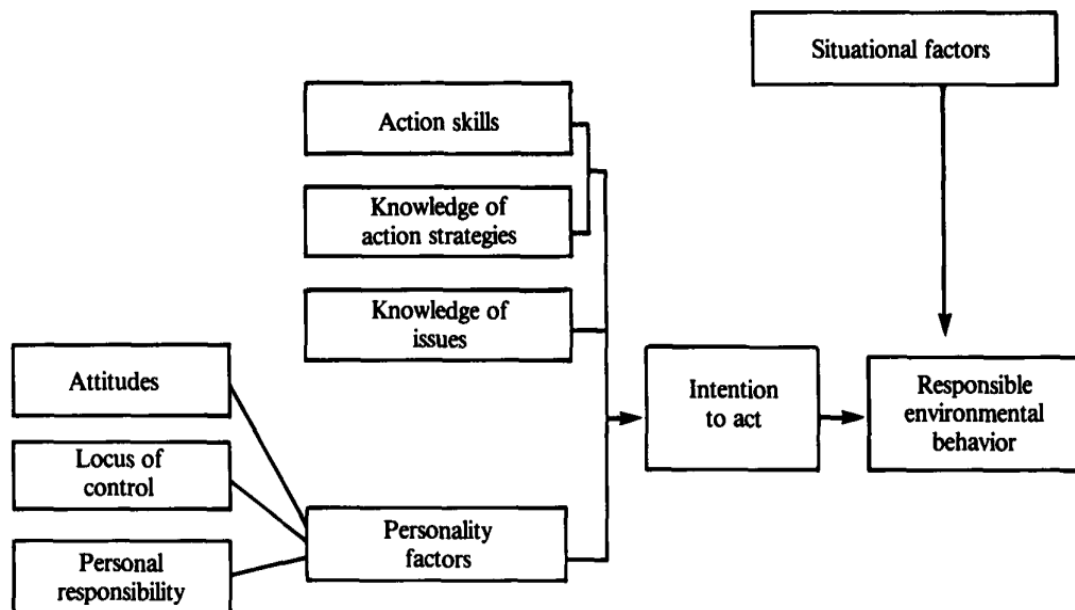 Situational factors
Action skills
Knowledge of
action strategies
Knowledge of
issues
Attitudes
Locus of
control
Personal
responsibility
Personality
factors
Intention
to act
Responsible
environmental
behavior